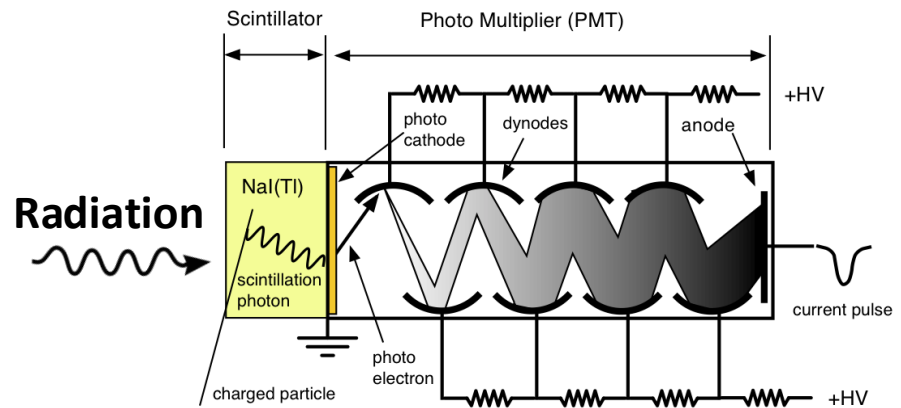 Scintillator
Photo Multiplier (PMT)
+HV
photo
cathode
dynodes
anode
NaI(Tl)
Radiation
scintillation
photon
current pulse
photo
electron
charged particle
+HV